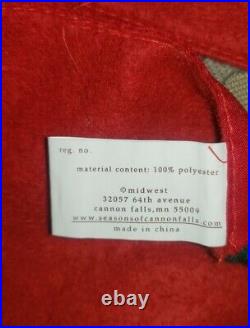 reg. no.
material content: 100% polyester
©midwest
32057 64th avenue
cannon falls,mn 55009
www.seasonsofcannonfalls.com
made in china